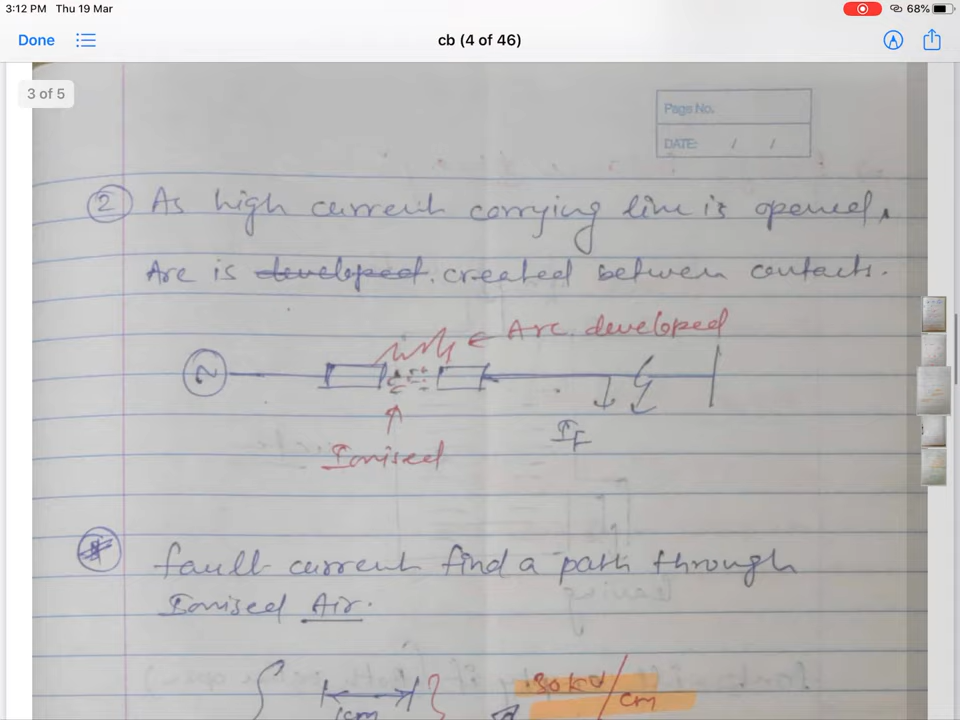 3:12 PM Thu 19 Mar
68%
Done
cb (4 of 46)
3 of 5
Page No.
DATE: / /
② As high current carrying line is opened,
Arc is developed. created between contacts.
← Arc developed
Ionised
IF
fault current find a path through
Ionised Air.
30 kV/cm
1cm